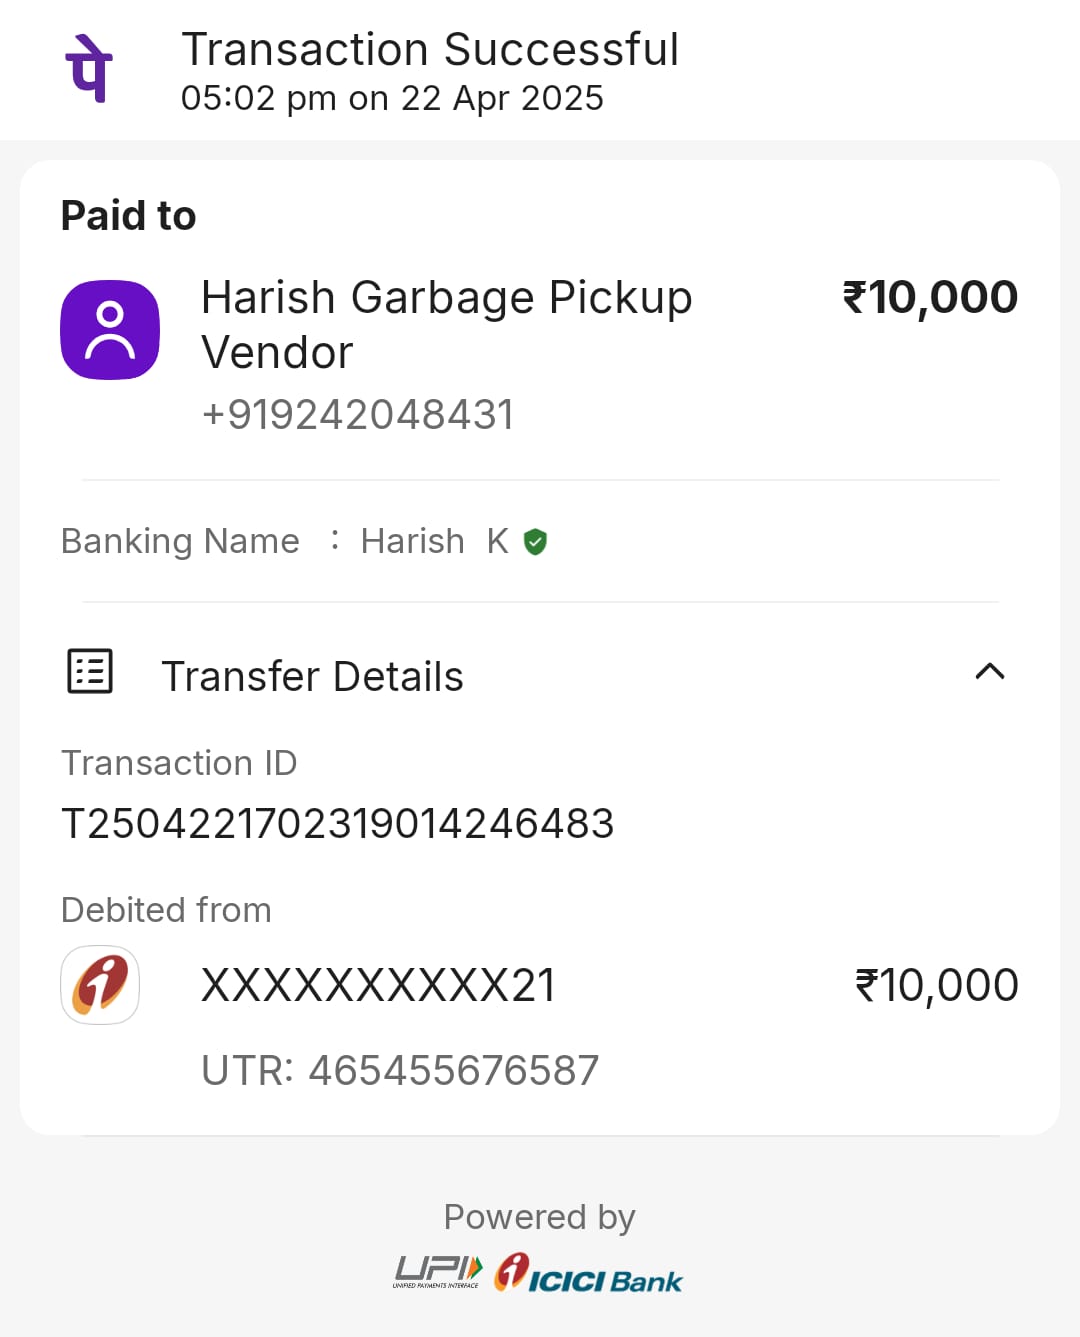 पे
Transaction Successful
05:02 pm on 22 Apr 2025
Paid to
Harish Garbage Pickup
Vendor
₹10,000
+919242048431
Banking Name : Harish K
Transfer Details
Transaction ID
T2504221702319014246483
Debited from
XXXXXXXXXX21 ₹10,000
UTR: 465455676587
Powered by
UPI ICICI Bank
UNIFIED PAYMENTS INTERFACE